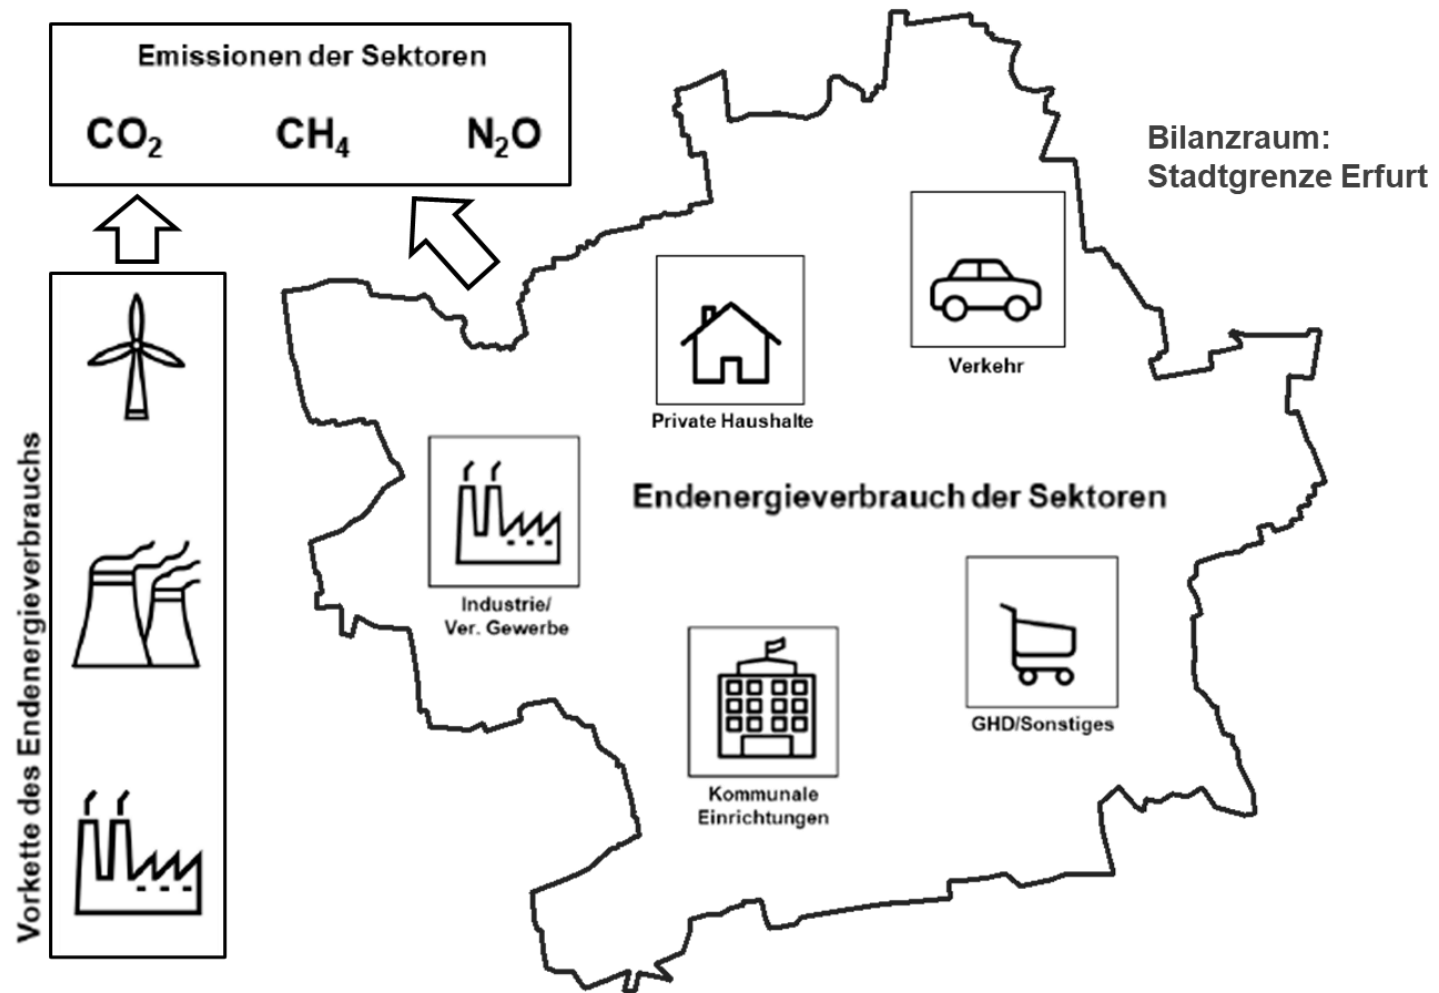 Emissionen der Sektoren
CO₂ CH₄ N₂O
Bilanzraum:
Stadtgrenze Erfurt
Vorkette des Endenergieverbrauchs
Verkehr
Private Haushalte
Endenergieverbrauch der Sektoren
Industrie/
Ver. Gewerbe
GHD/Sonstiges
Kommunale
Einrichtungen